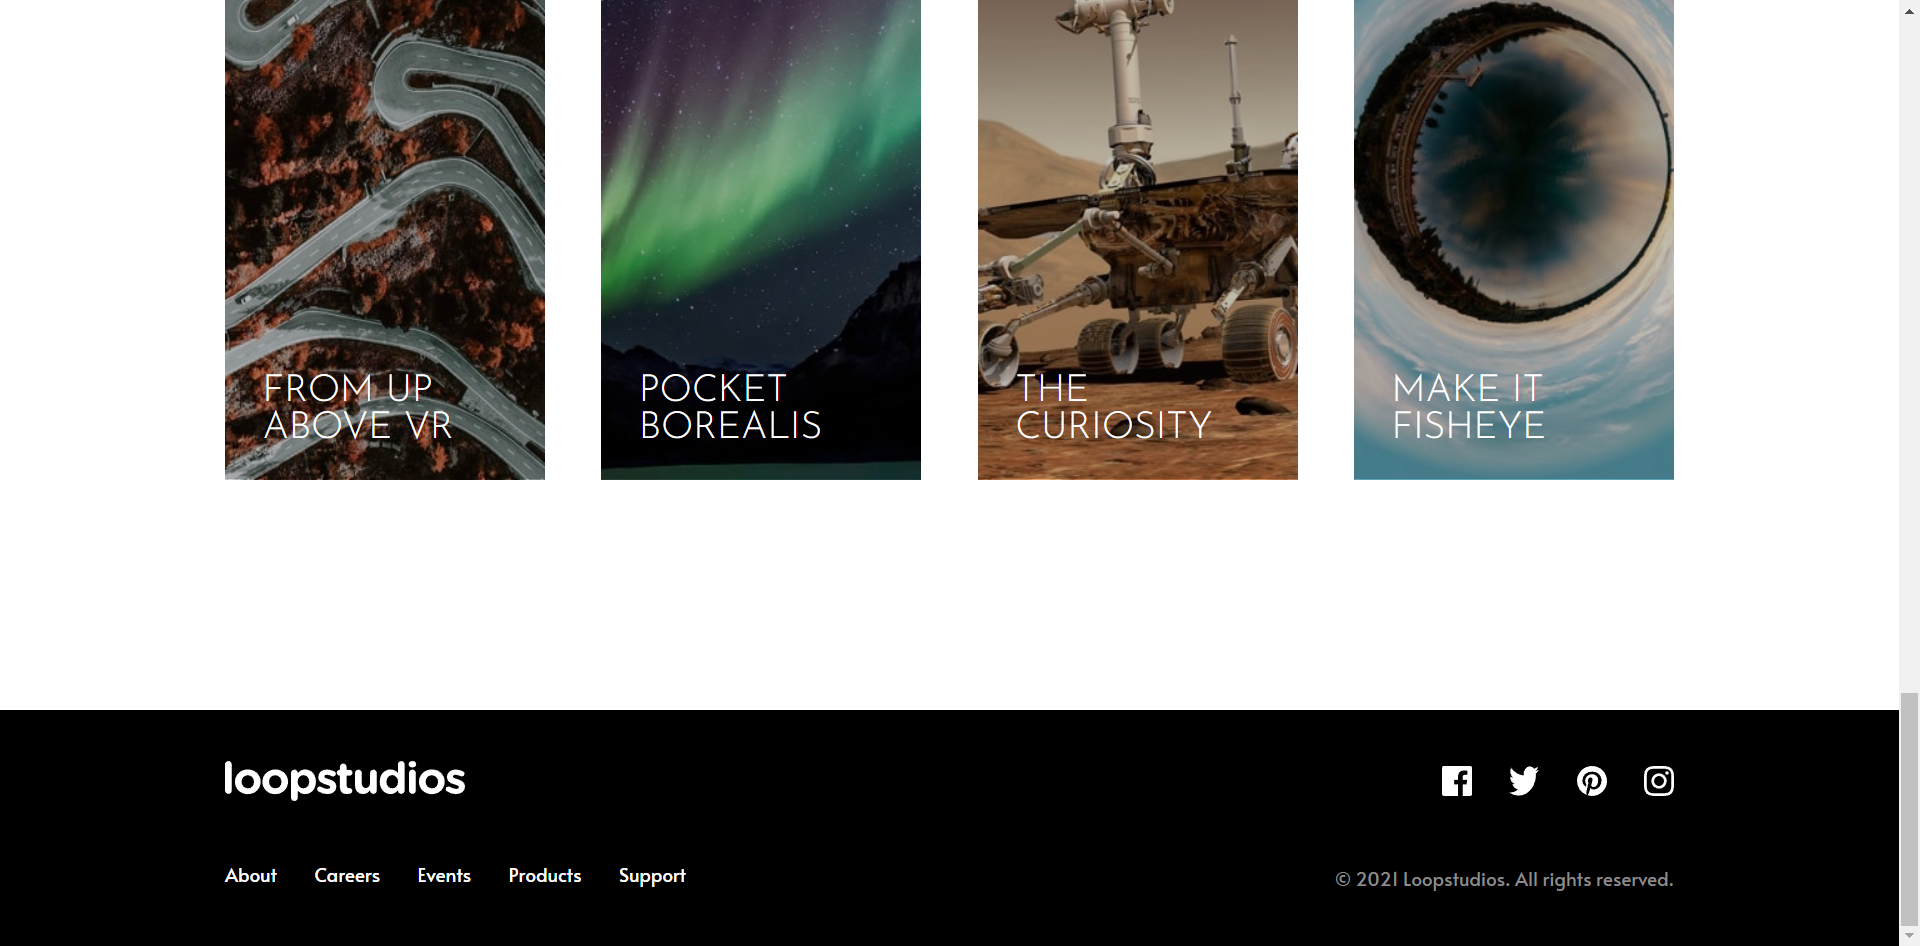 FROM UP
ABOVE VR
POCKET
BOREALIS
THE
CURIOSITY
MAKE IT
FISHEYE
loopstudios
About Careers Events Products Support
© 2021 Loopstudios. All rights reserved.